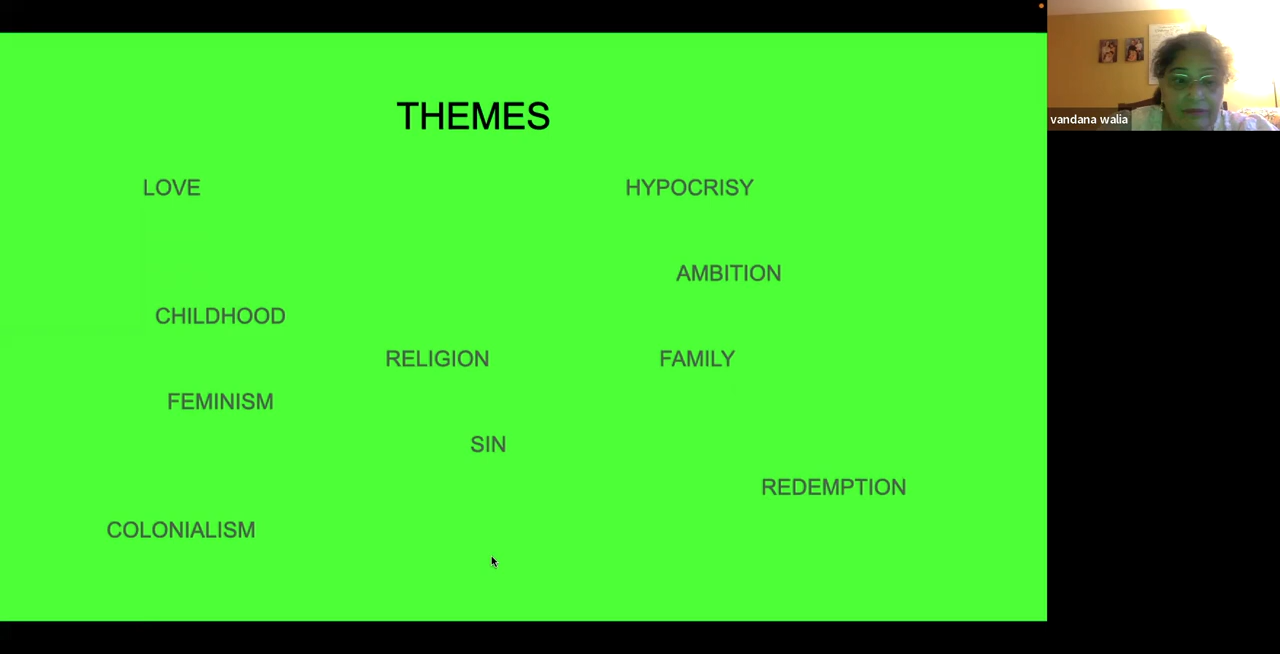 THEMES
LOVE HYPOCRISY
AMBITION
CHILDHOOD
RELIGION FAMILY
FEMINISM
SIN
REDEMPTION
COLONIALISM
vandana walia